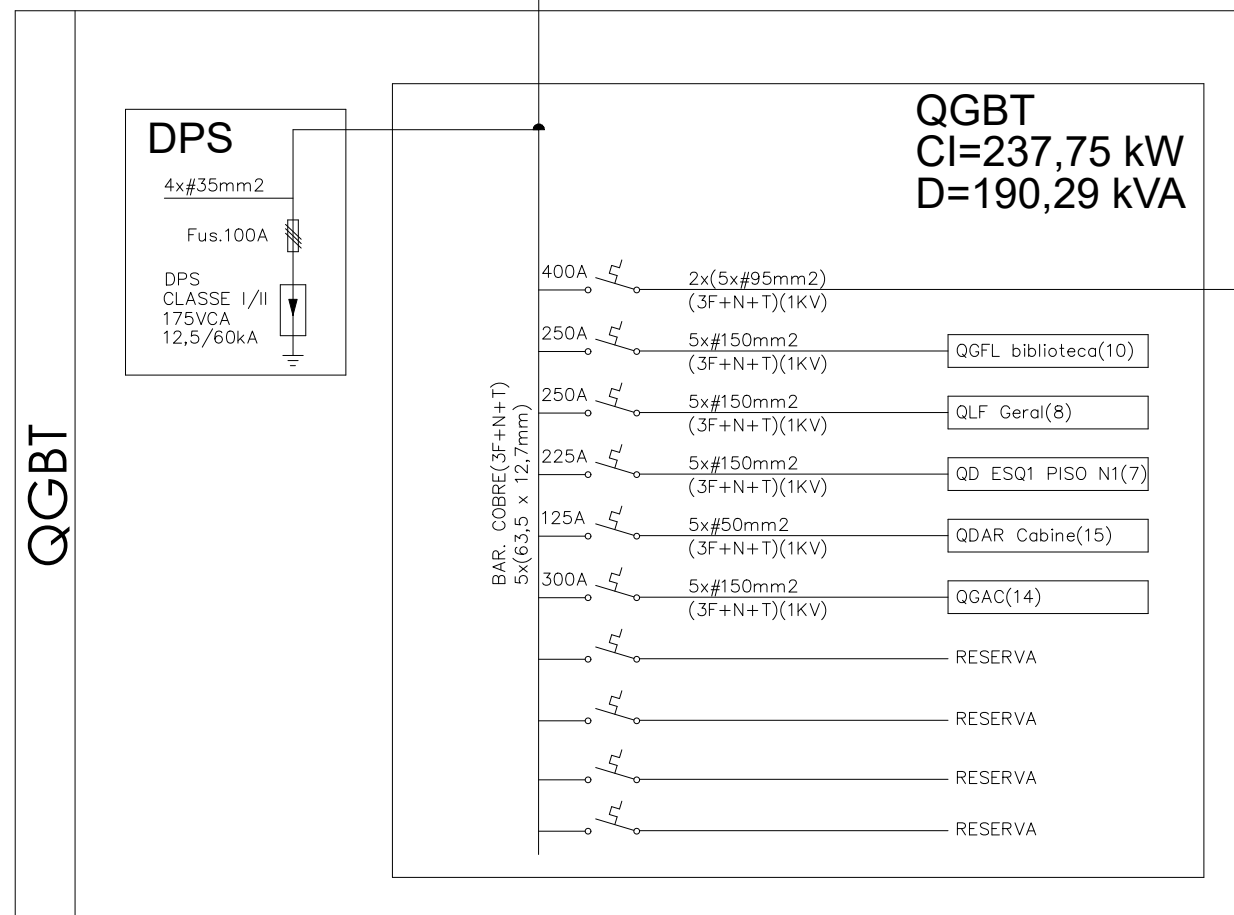 QGBT
DPS
4x#35mm2
Fus.100A
DPS
CLASSE I/II
175VCA
12,5/60kA
QGBT
CI=237,75 kW
D=190,29 kVA
BAR. COBRE(3F+N+T)
5x(63,5 x 12,7mm)
400A
2x(5x#95mm2)
(3F+N+T)(1KV)
250A
5x#150mm2
(3F+N+T)(1KV)
QGFL biblioteca(10)
250A
5x#150mm2
(3F+N+T)(1KV)
QLF Geral(8)
225A
5x#150mm2
(3F+N+T)(1KV)
QD ESQ1 PISO N1(7)
125A
5x#50mm2
(3F+N+T)(1KV)
QDAR Cabine(15)
300A
5x#150mm2
(3F+N+T)(1KV)
QGAC(14)
RESERVA
RESERVA
RESERVA
RESERVA